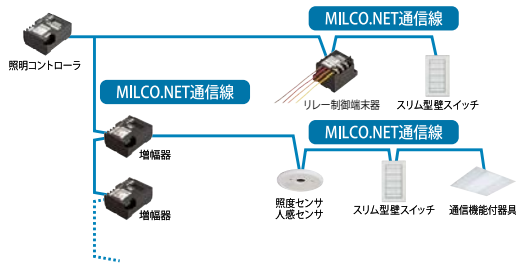 MILCO.NET通信線
照明コントローラ
リレー制御端末器
スリム型壁スイッチ
MILCO.NET通信線
MILCO.NET通信線
増幅器
照度センサ
人感センサ
スリム型壁スイッチ
通信機能付器具
増幅器